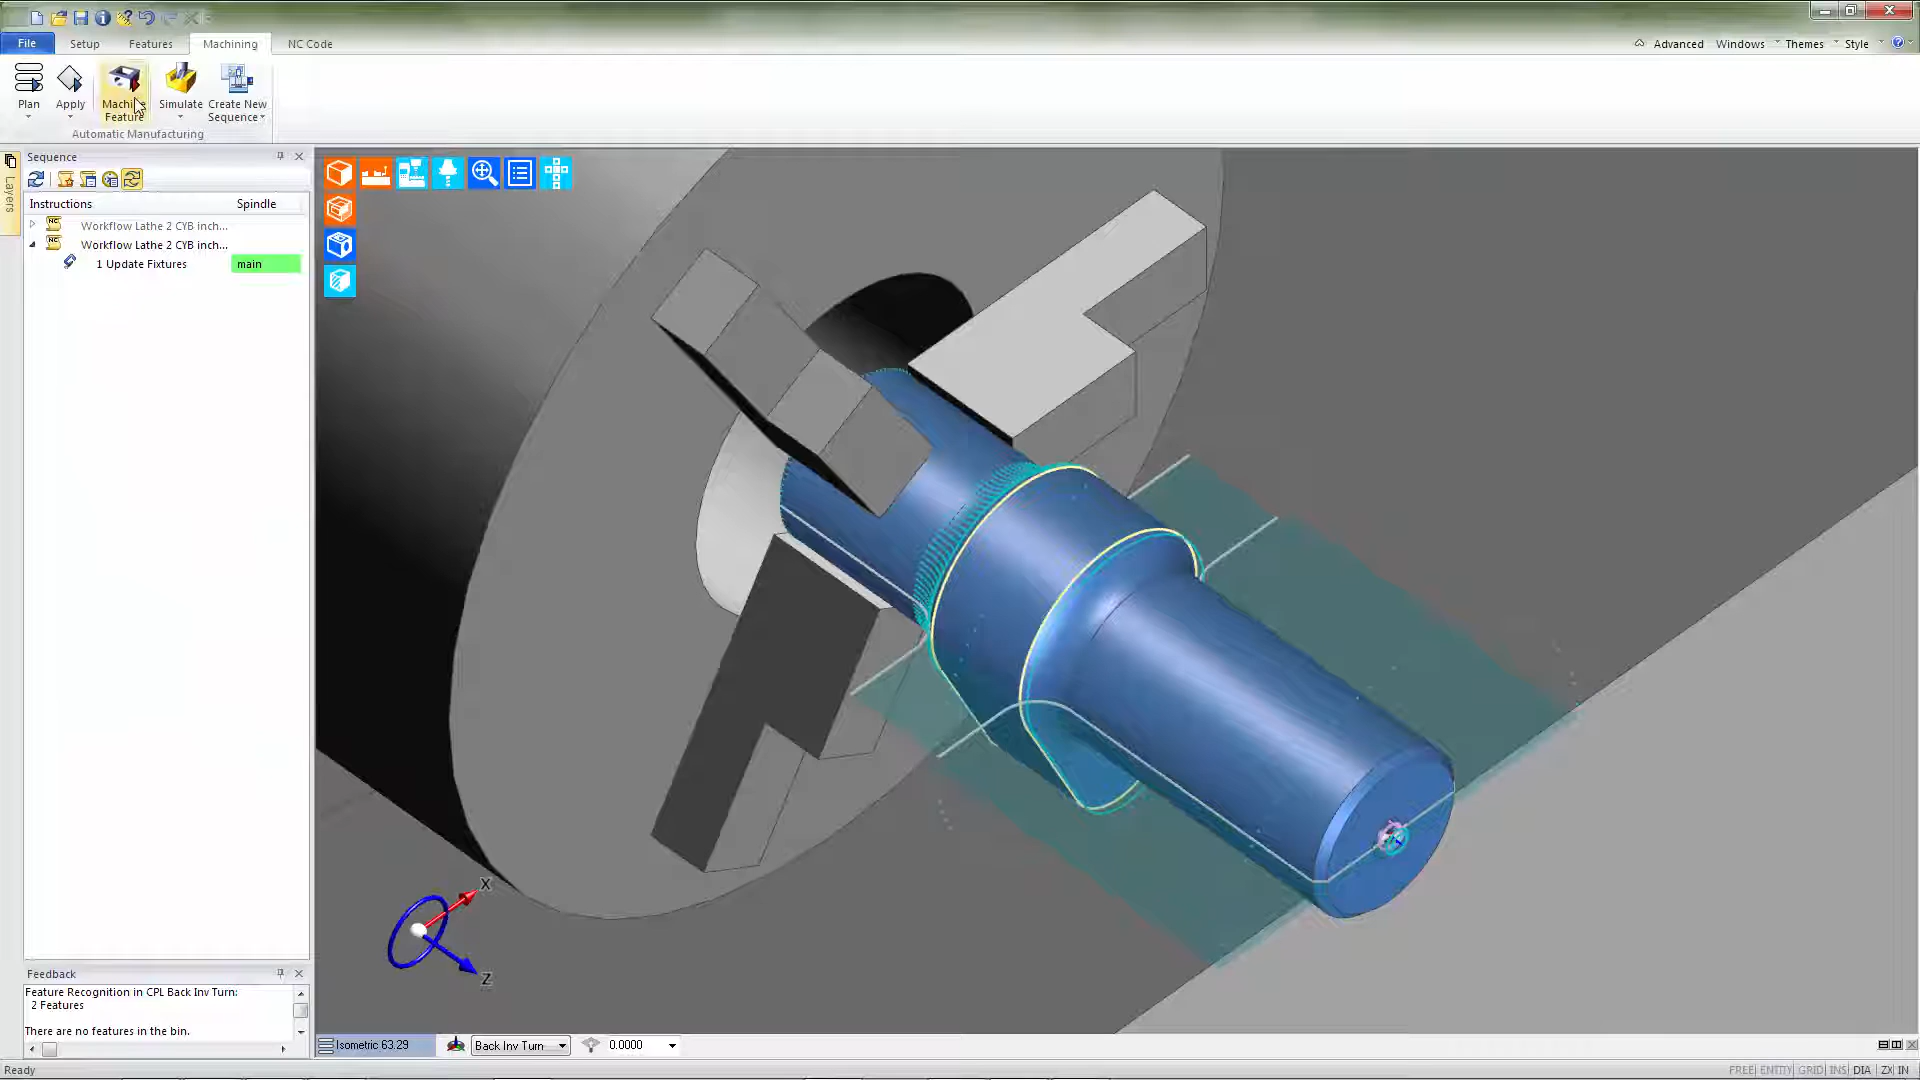 File Setup Features Machining NC Code Advanced Windows Themes Style
Plan Apply Machine Feature Simulate Create New Sequence
Automatic Manufacturing
Layers
Sequence
Instructions Spindle
NC Workflow Lathe 2 CYB inch...
NC Workflow Lathe 2 CYB inch...
1 Update Fixtures main
X
Z
Feedback
Feature Recognition in CPL Back Inv Turn:
2 Features
There are no features in the bin.
Isometric 63.29 Back Inv Turn 0.0000
Ready FREE ENTITY GRID INS DIA ZX IN